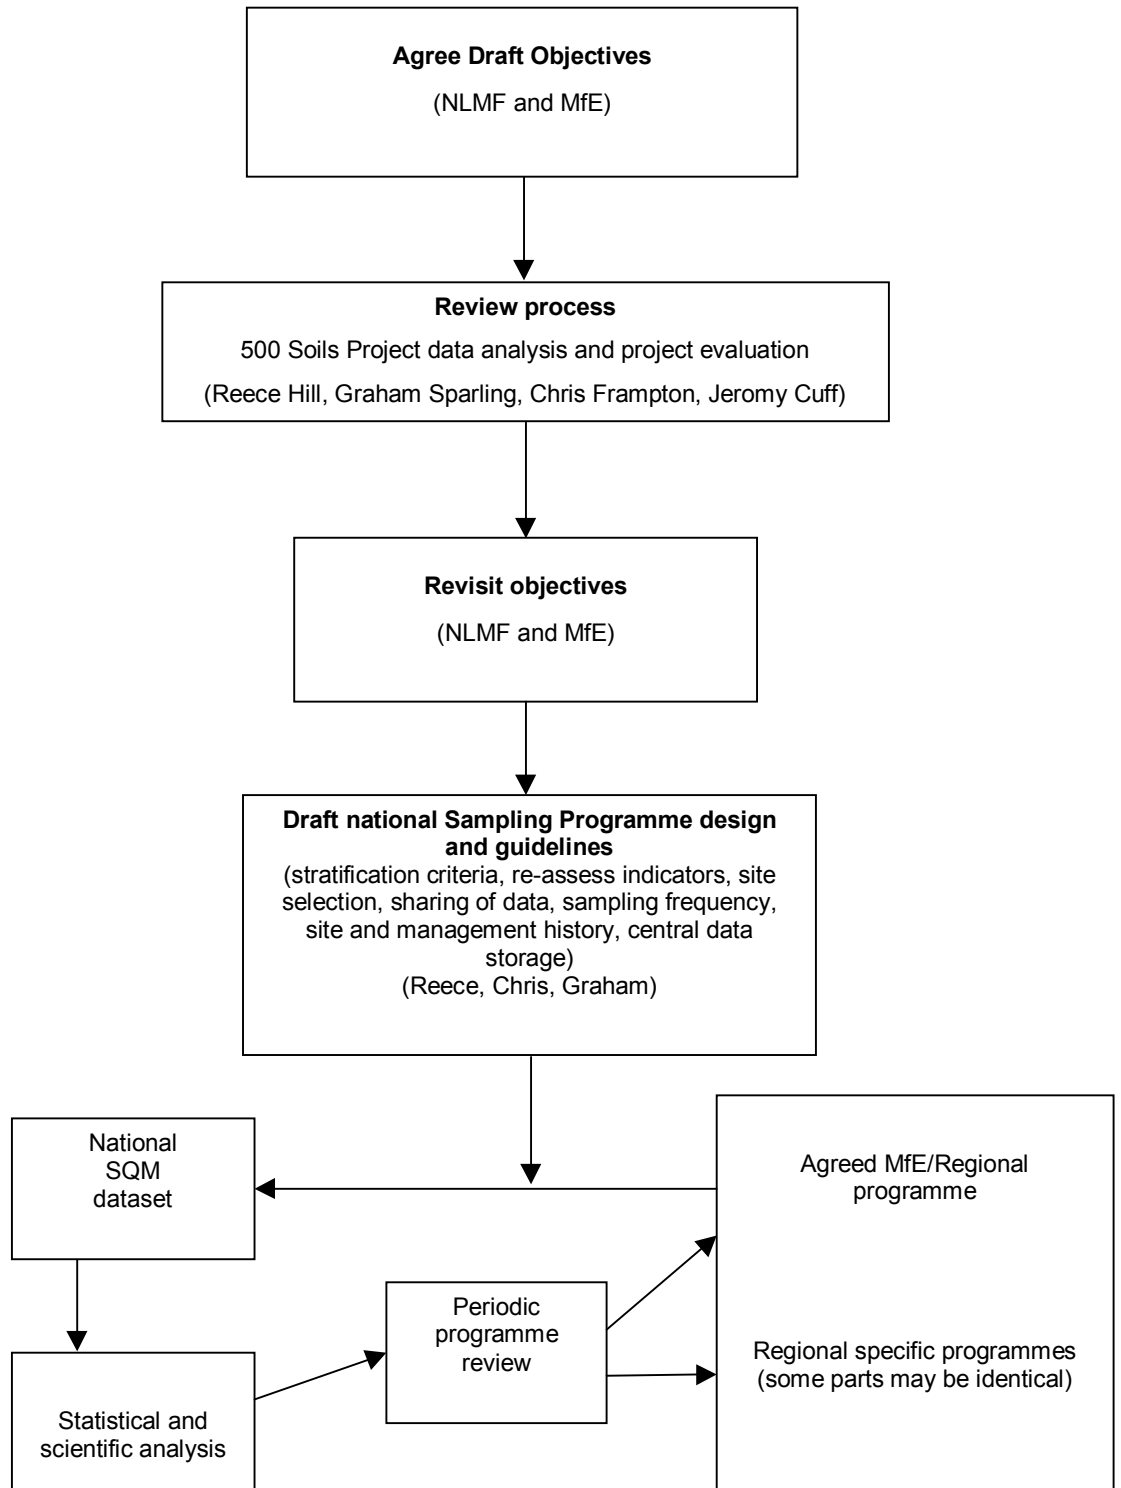 Agree Draft Objectives
(NLMF and MfE)
Review process
500 Soils Project data analysis and project evaluation
(Reece Hill, Graham Sparling, Chris Frampton, Jeromy Cuff)
Revisit objectives
(NLMF and MfE)
Draft national Sampling Programme design
and guidelines
(stratification criteria, re-assess indicators, site
selection, sharing of data, sampling frequency,
site and management history, central data
storage)
(Reece, Chris, Graham)
National
SQM
dataset
Agreed MfE/Regional
programme
Periodic
programme
review
Regional specific programmes
(some parts may be identical)
Statistical and
scientific analysis